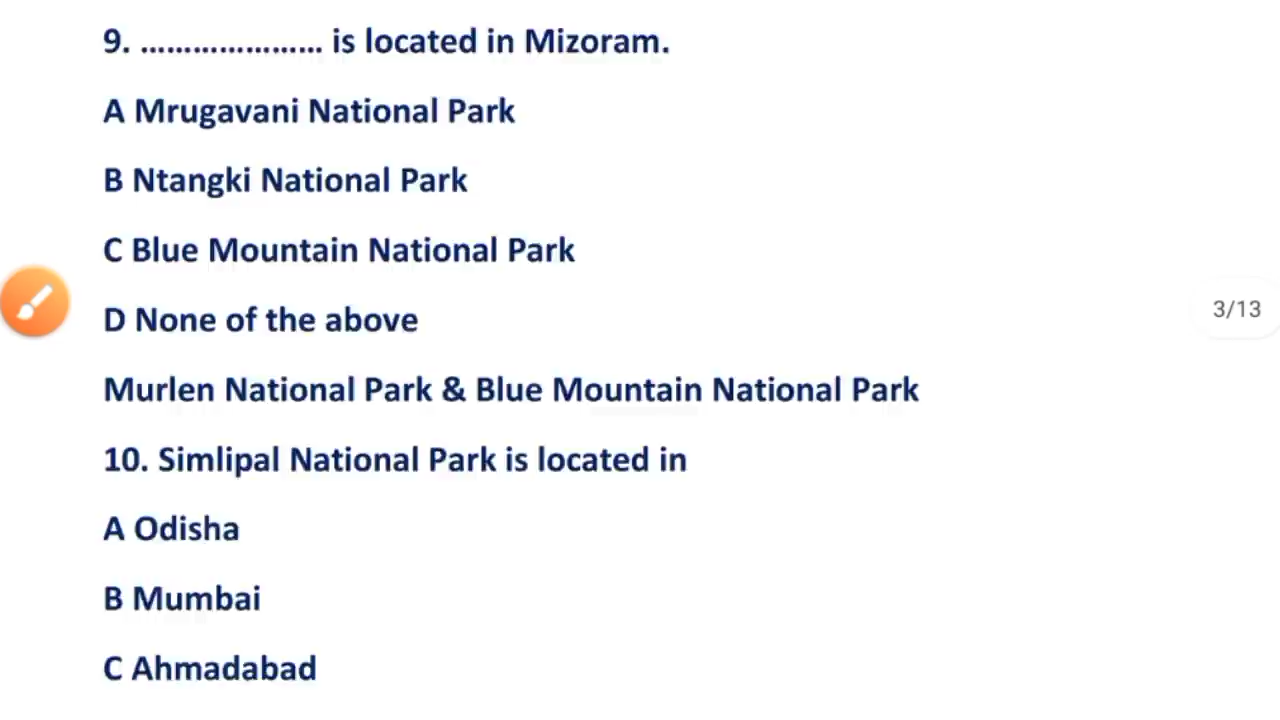 9. ..................... is located in Mizoram.
A Mrugavani National Park
B Ntangki National Park
C Blue Mountain National Park
D None of the above
3/13
Murlen National Park & Blue Mountain National Park
10. Simlipal National Park is located in
A Odisha
B Mumbai
C Ahmadabad